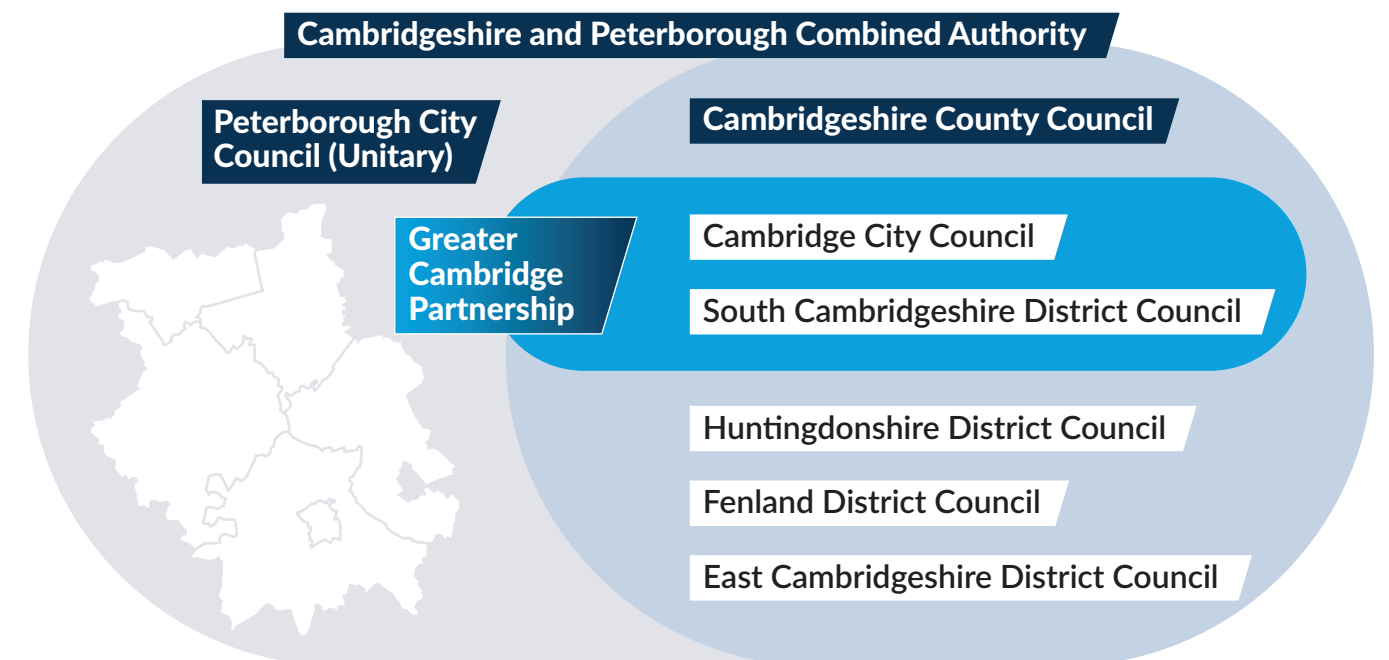 Cambridgeshire and Peterborough Combined Authority
Peterborough City
Council (Unitary)
Cambridgeshire County Council
Greater
Cambridge
Partnership
Cambridge City Council
South Cambridgeshire District Council
Huntingdonshire District Council
Fenland District Council
East Cambridgeshire District Council